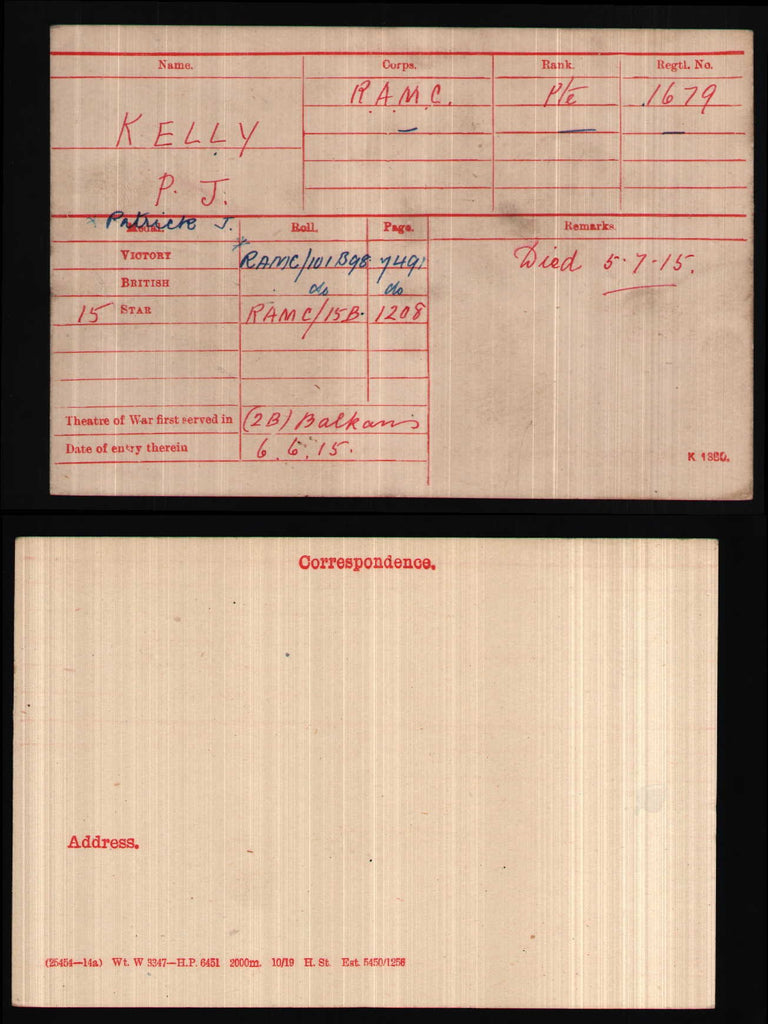 Name. Corps. Rank. Regtl. No.
R.A.M.C. Pte 1679
KELLY
P. J.
x Patrick J.
Medal. Roll. Page. Remarks.
VICTORY x RAMC/101B98 7491 Died 5.7.15.
BRITISH do do
15 STAR RAMC/15B. 1208
Theatre of War first served in (2B) Balkans
Date of entry therein 6.6.15.
K 1380.
Correspondence.
Address.
(25454—14a) Wt. W 3347—H.P. 6451 2000m. 10/19 H. St. Est. 5450/1256